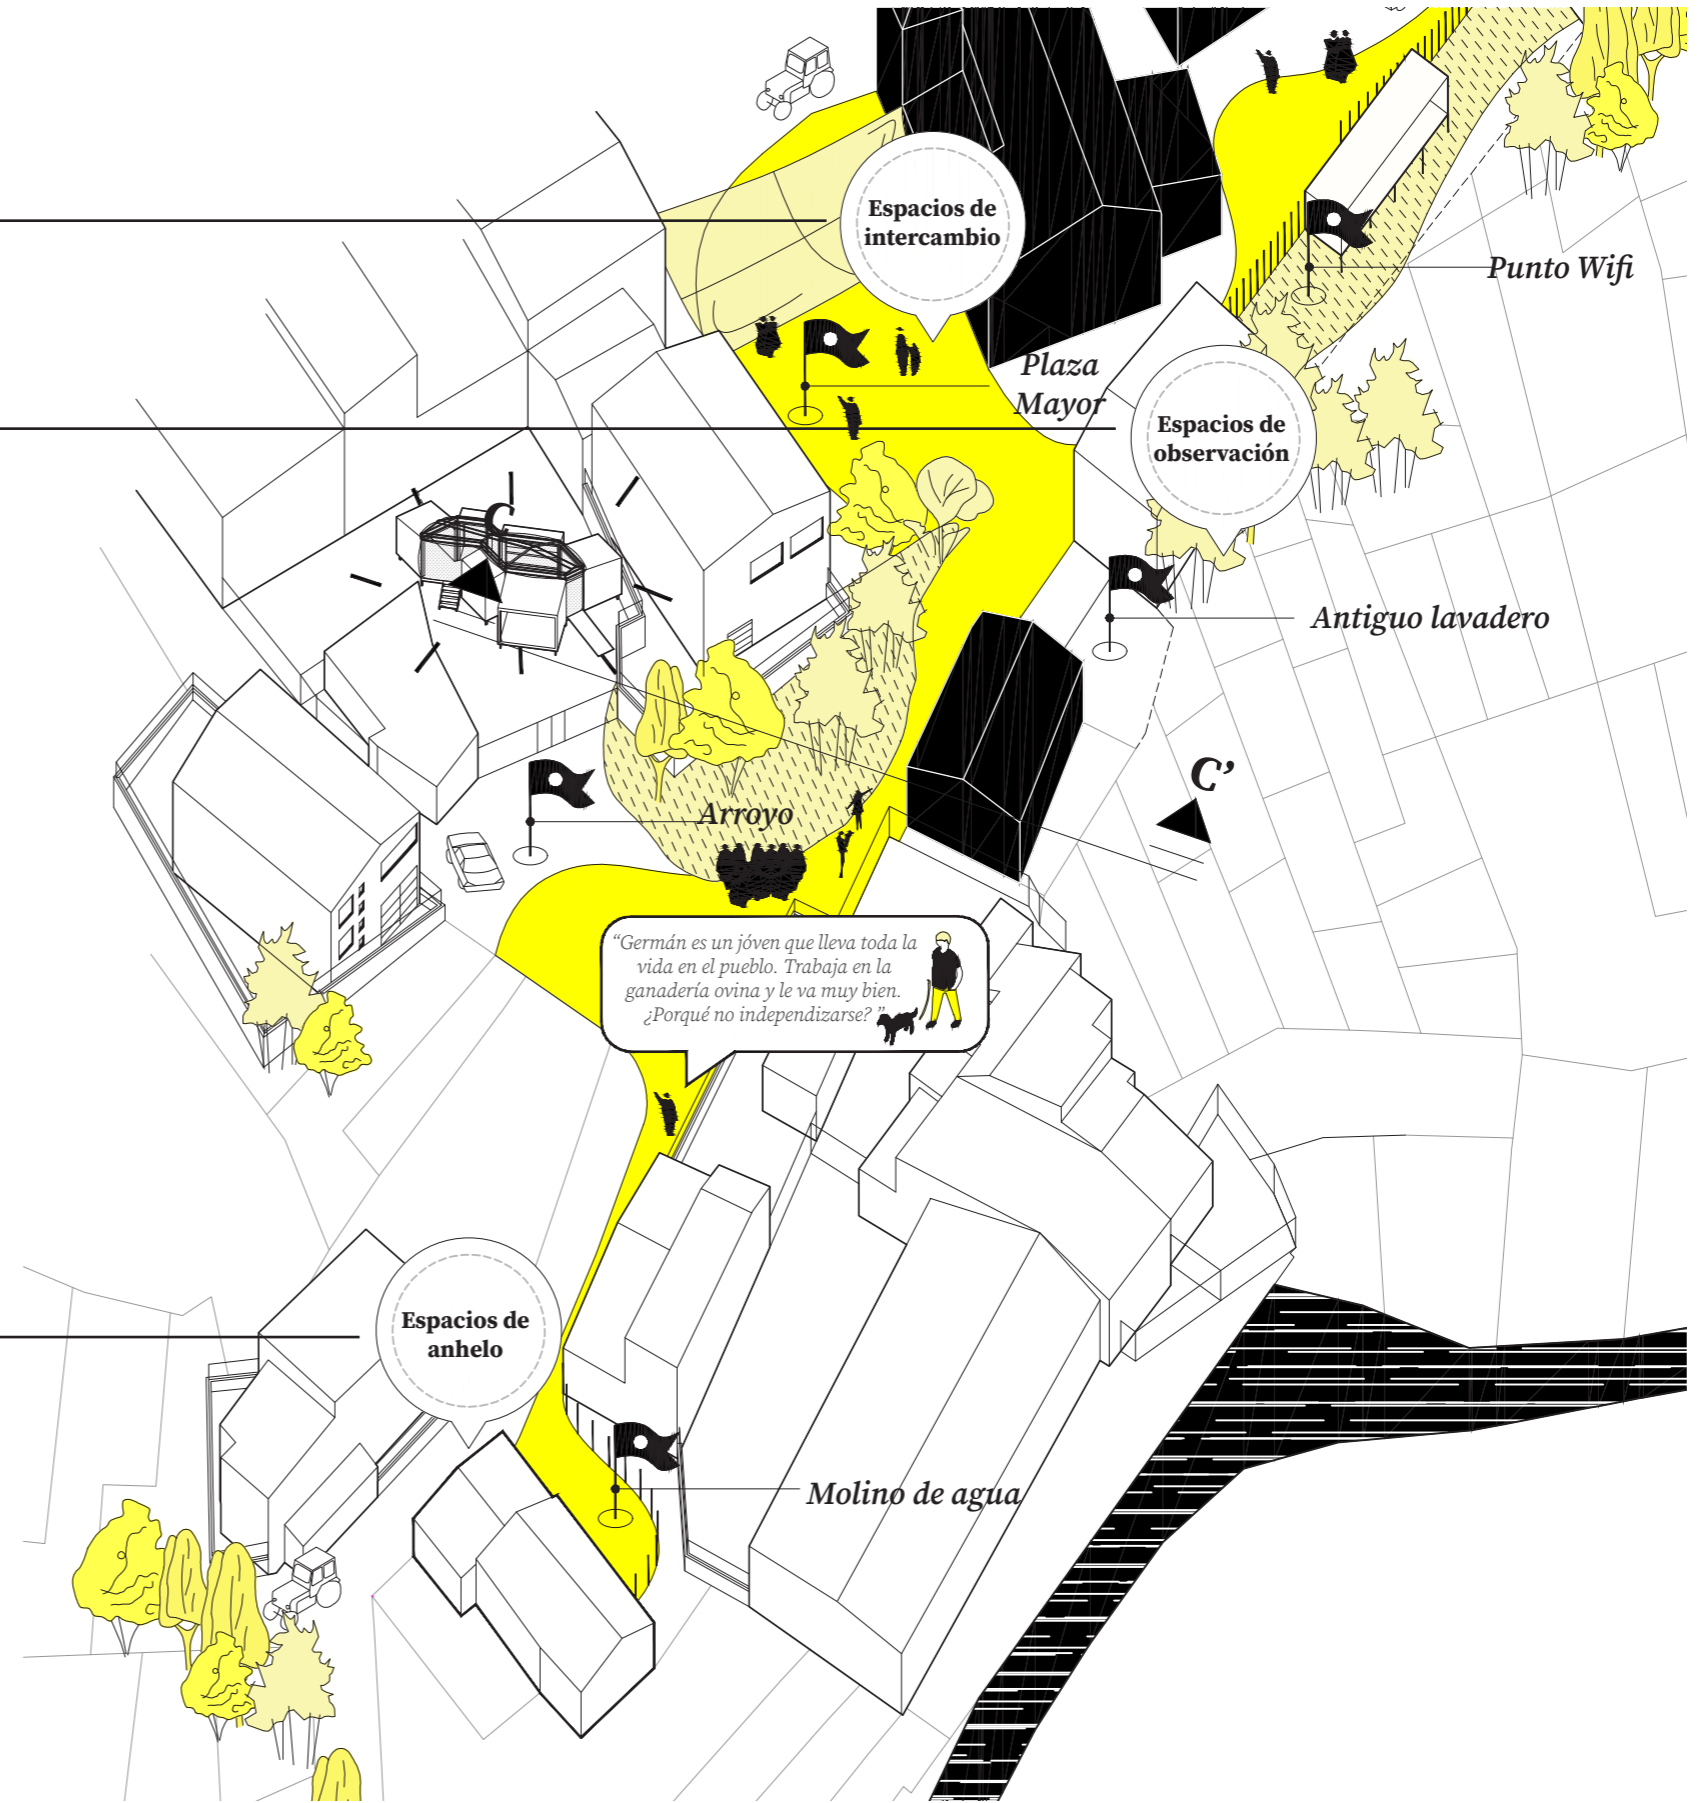 Espacios de
intercambio
Punto Wifi
Plaza
Mayor
Espacios de
observación
C
Antiguo lavadero
C’
Arroyo
“Germán es un jóven que lleva toda la
vida en el pueblo. Trabaja en la
ganadería ovina y le va muy bien.
¿Porqué no independizarse? ”
Espacios de
anhelo
Molino de agua